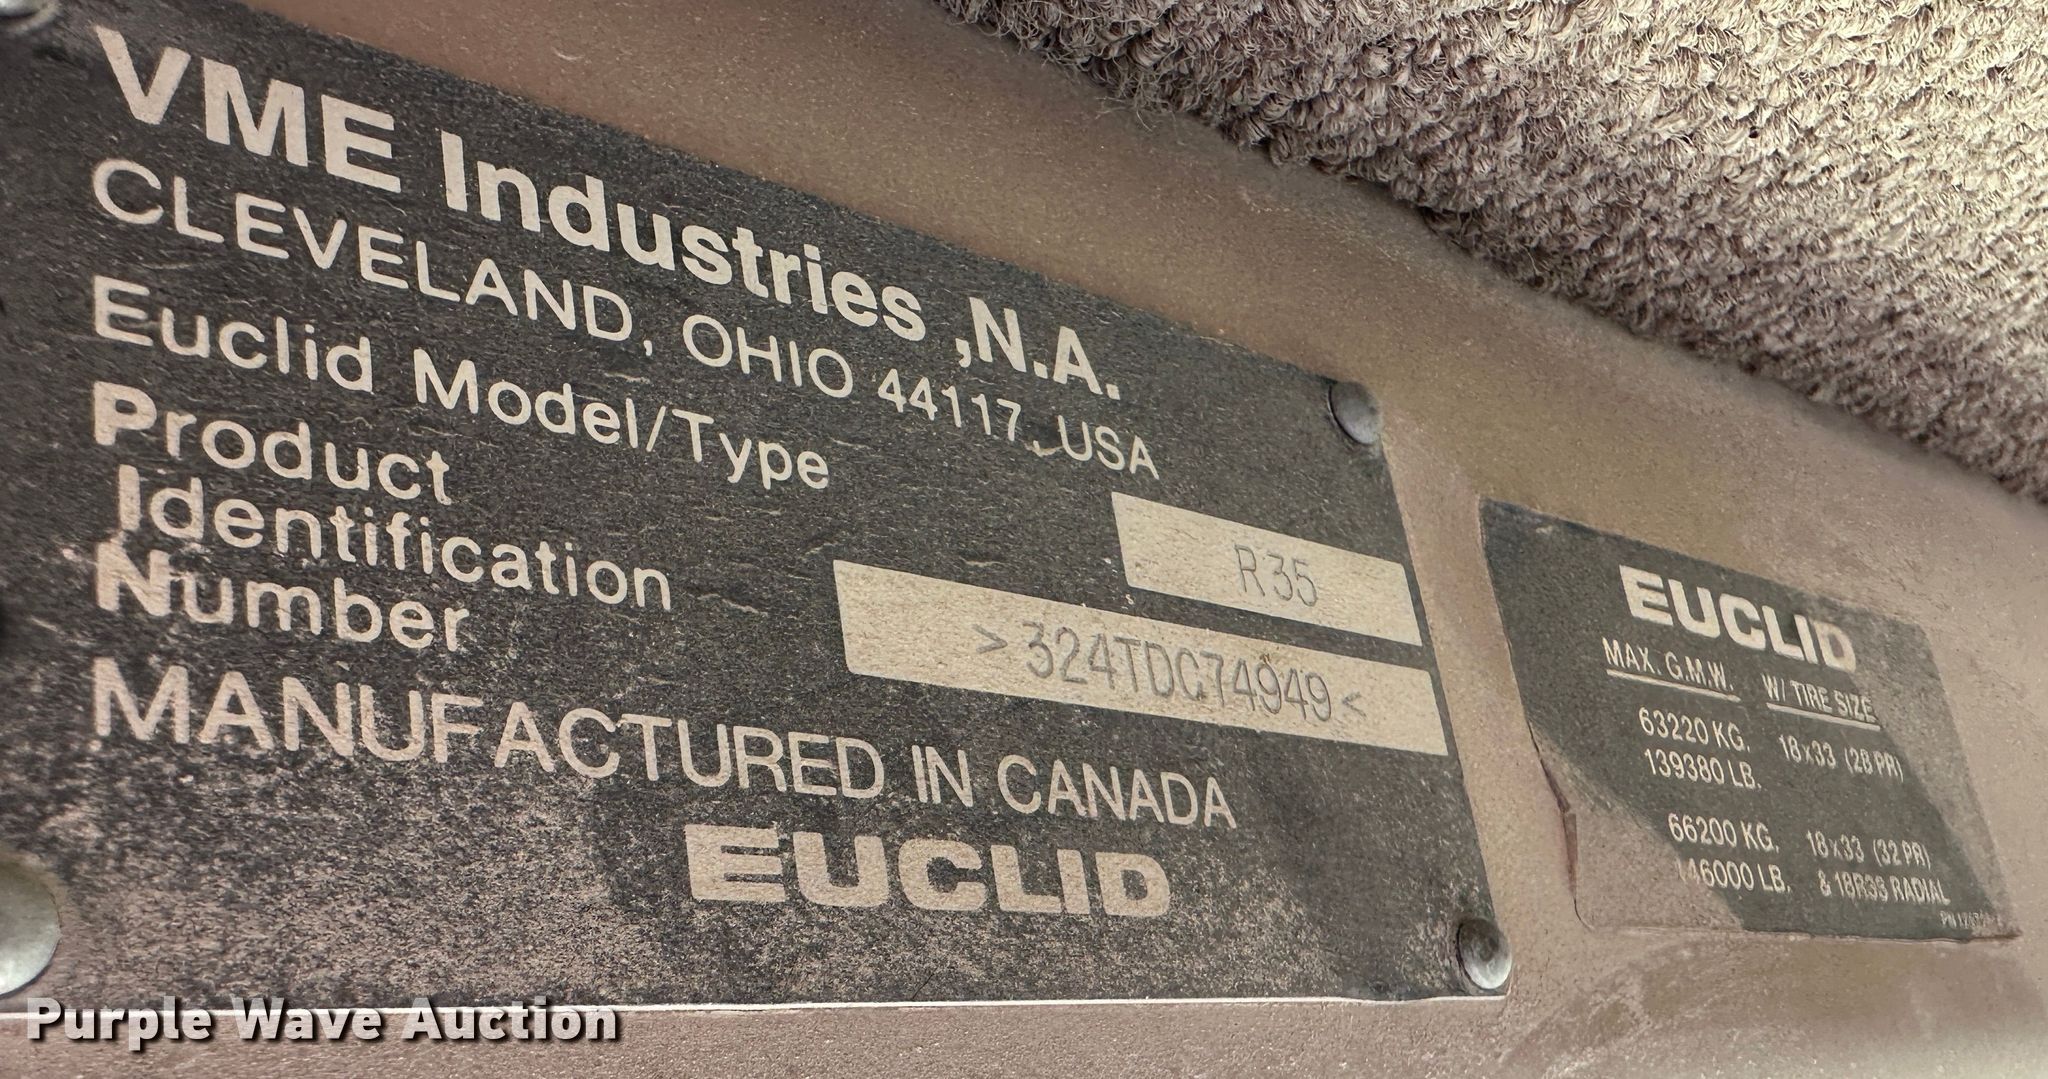 VME Industries ,N.A.
CLEVELAND, OHIO 44117, USA
Euclid Model/Type
R35
Product
Identification
Number
>324TDC74949<
MANUFACTURED IN CANADA
EUCLID
EUCLID
MAX. G.M.W. W/ TIRE SIZE
63220 KG. 18x33 (28 PR)
139380 LB.
66200 KG. 18x33 (32 PR)
146000 LB. & 18R33 RADIAL
Purple Wave Auction